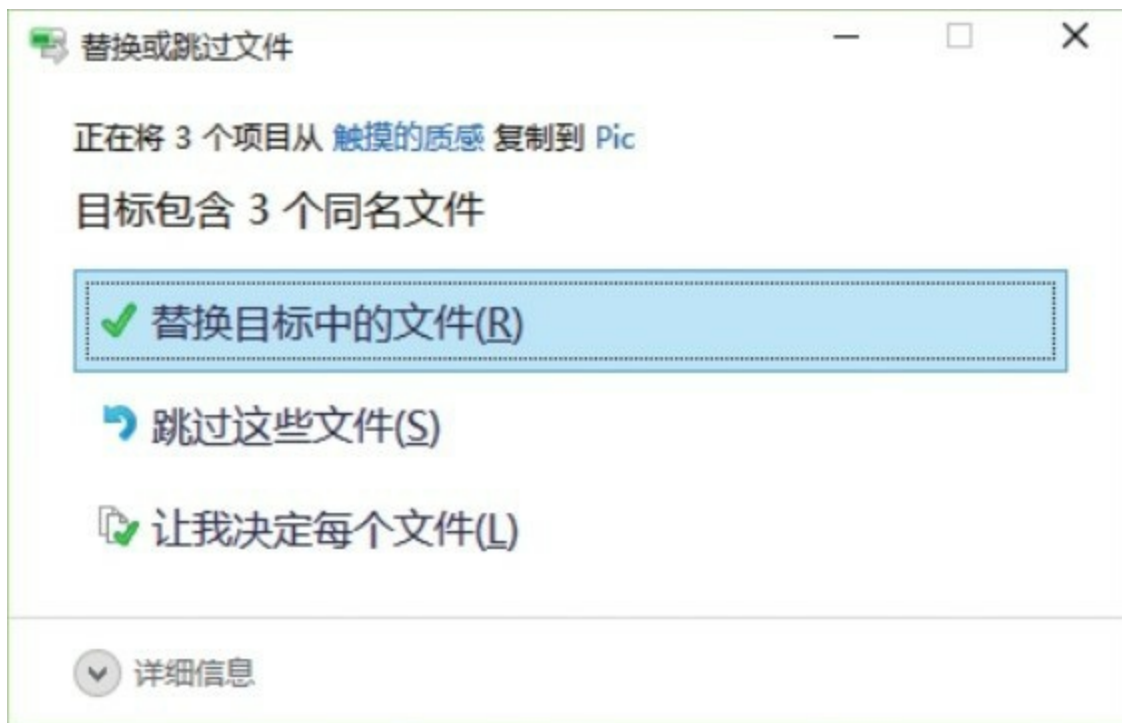 替换或跳过文件
正在将 3 个项目从 触摸的质感 复制到 Pic
目标包含 3 个同名文件
替换目标中的文件(R)
跳过这些文件(S)
让我决定每个文件(L)
详细信息